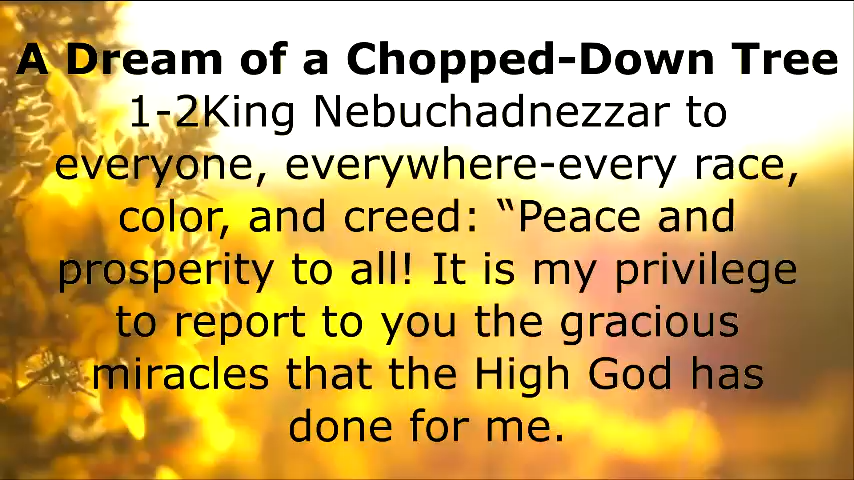 A Dream of a Chopped-Down Tree
1-2King Nebuchadnezzar to
everyone, everywhere-every race,
color, and creed: “Peace and
prosperity to all! It is my privilege
to report to you the gracious
miracles that the High God has
done for me.